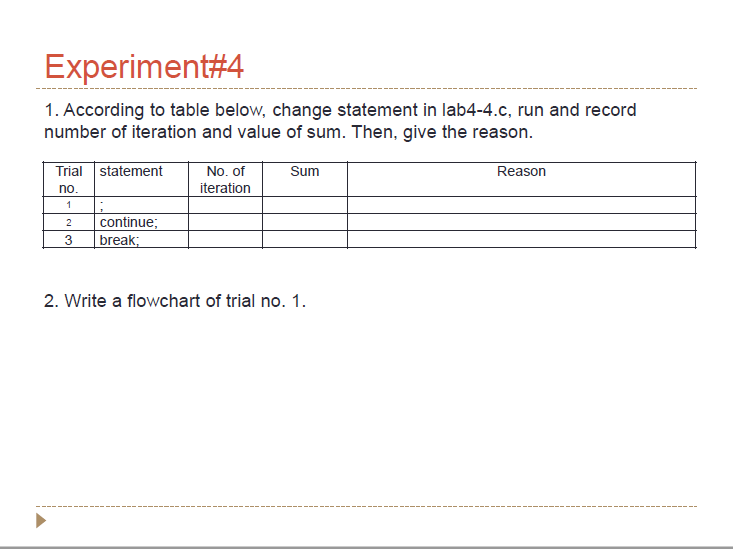 Experiment#4
1. According to table below, change statement in lab4-4.c, run and record
number of iteration and value of sum. Then, give the reason.
Trial no. statement No. of iteration Sum Reason
1 ;
2 continue;
3 break;
2. Write a flowchart of trial no. 1.